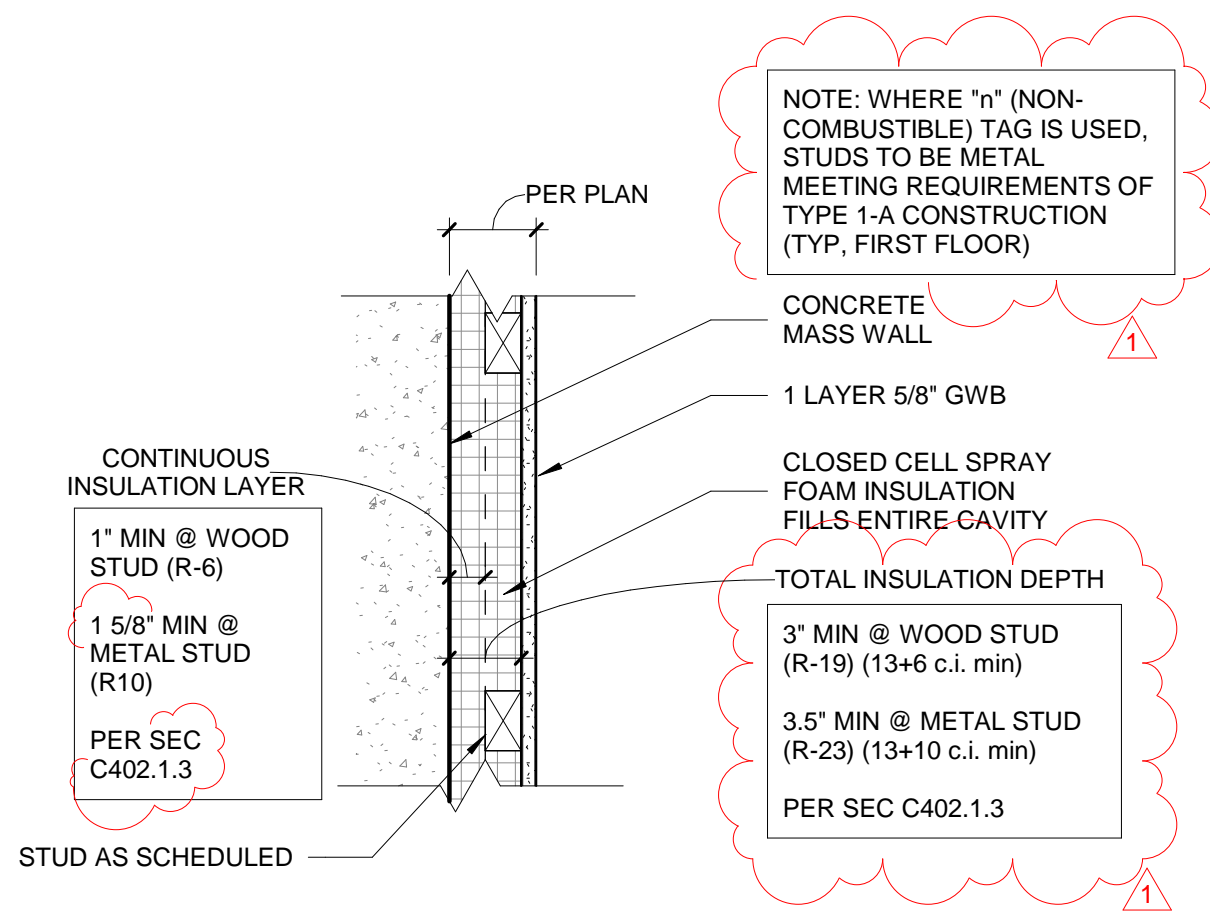 NOTE: WHERE "n" (NON-
COMBUSTIBLE) TAG IS USED,
STUDS TO BE METAL
MEETING REQUIREMENTS OF
TYPE 1-A CONSTRUCTION
(TYP, FIRST FLOOR)
1
PER PLAN
CONCRETE
MASS WALL
1 LAYER 5/8" GWB
CLOSED CELL SPRAY
FOAM INSULATION
FILLS ENTIRE CAVITY
TOTAL INSULATION DEPTH
3" MIN @ WOOD STUD
(R-19) (13+6 c.i. min)
3.5" MIN @ METAL STUD
(R-23) (13+10 c.i. min)
PER SEC C402.1.3
1
CONTINUOUS
INSULATION LAYER
1" MIN @ WOOD
STUD (R-6)
1 5/8" MIN @
METAL STUD
(R10)
PER SEC
C402.1.3
STUD AS SCHEDULED